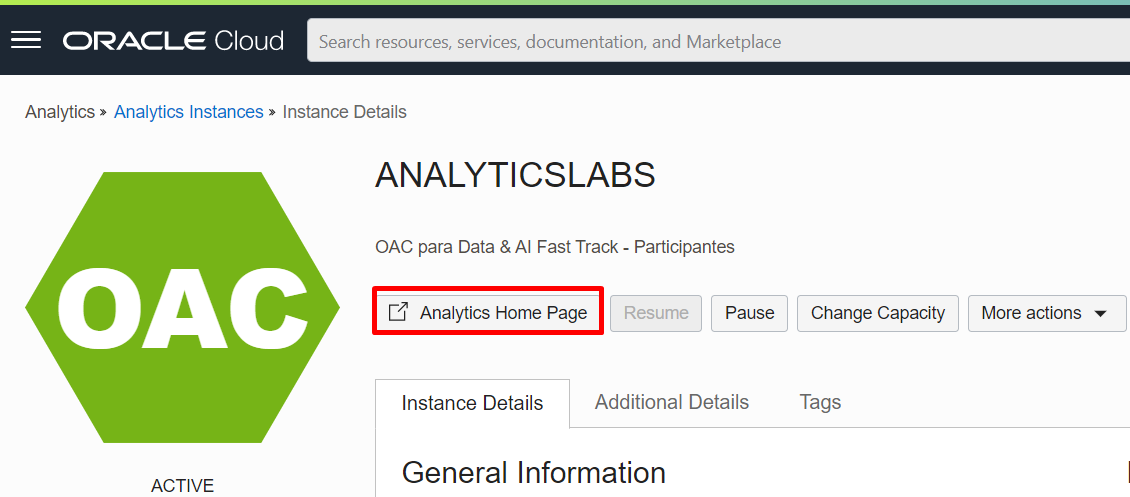 ORACLE Cloud
Search resources, services, documentation, and Marketplace
Analytics » Analytics Instances » Instance Details
OAC
ACTIVE
ANALYTICSLABS
OAC para Data & AI Fast Track - Participantes
Analytics Home Page
Resume
Pause
Change Capacity
More actions
Instance Details
Additional Details
Tags
General Information